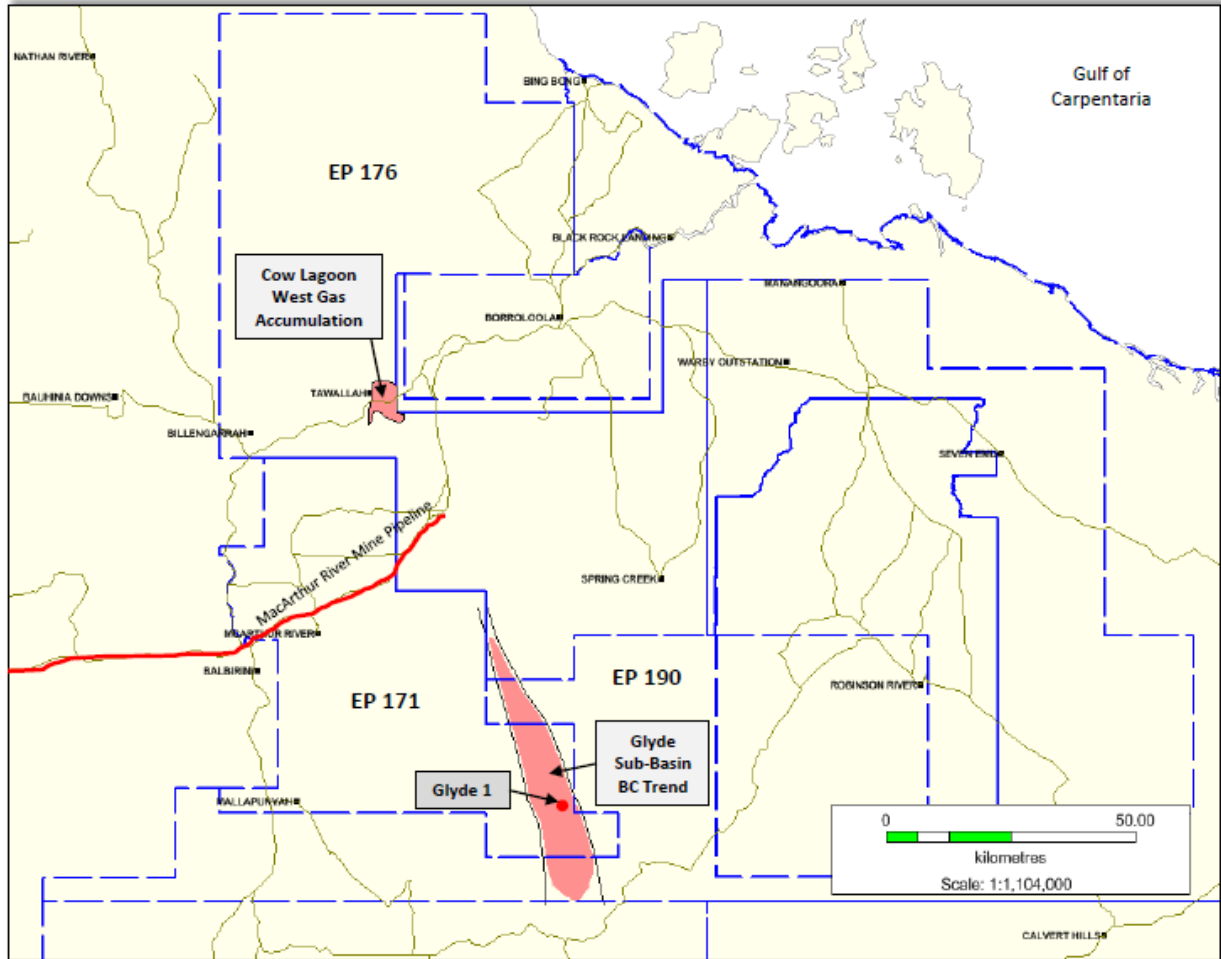 NATHAN RIVER
BING BONG
Gulf of
Carpentaria
EP 176
BLACK ROCK LANDING
Cow Lagoon
West Gas
Accumulation
MANANGOORA
BORROLOOLA
WAREY OUTSTATION
TAWALLAH
BAUHINIA DOWNS
BILLENGARRAH
SEVEN EMU
MacArthur River Mine Pipeline
SPRING CREEK
MCARTHUR RIVER
BALBIRINI
EP 190
ROBINSON RIVER
EP 171
Glyde
Sub-Basin
BC Trend
Glyde 1
MALLAPUNYAH
0 50.00
kilometres
Scale: 1:1,104,000
CALVERT HILLS